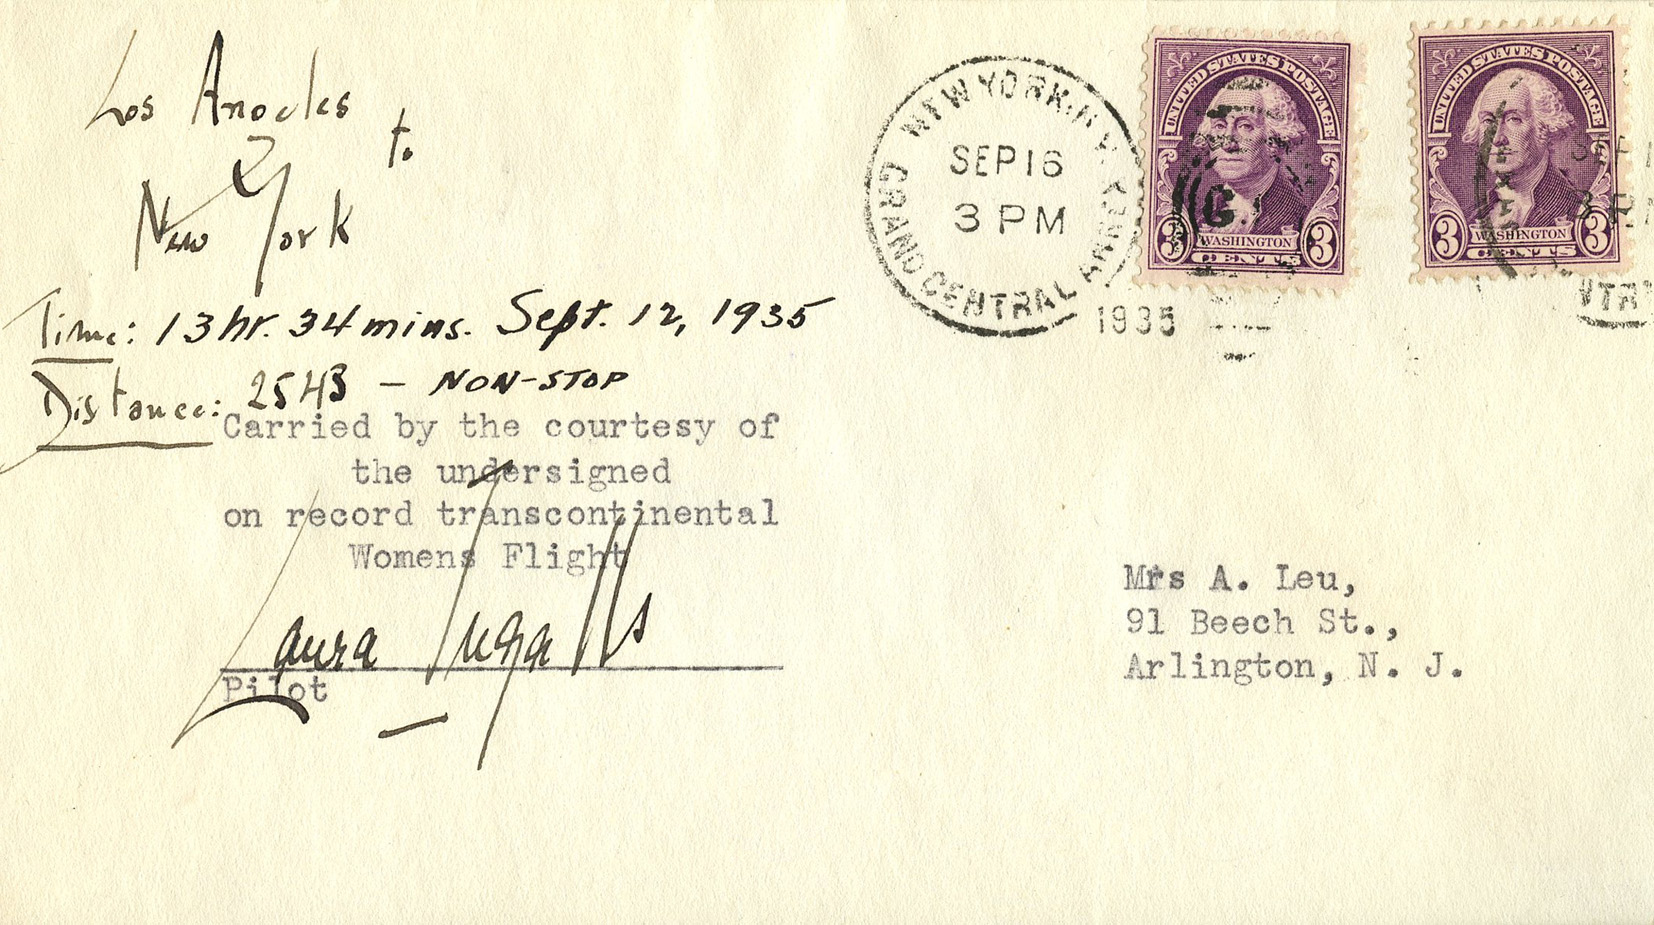 Los Angeles
to
New York
Time: 13 hr. 34 mins. Sept. 12, 1935
Distance: 2543 - NON-STOP
Carried by the courtesy of
the undersigned
on record transcontinental
Womens Flight
Laura Ingalls
Pilot
NEW YORK, N.Y.
SEP 16
3 PM
GRAND CENTRAL ANNEX
1935
UNITED STATES POSTAGE
3 WASHINGTON 3
CENTS
UNITED STATES POSTAGE
3 WASHINGTON 3
CENTS
Mrs A. Leu,
91 Beech St.,
Arlington, N. J.